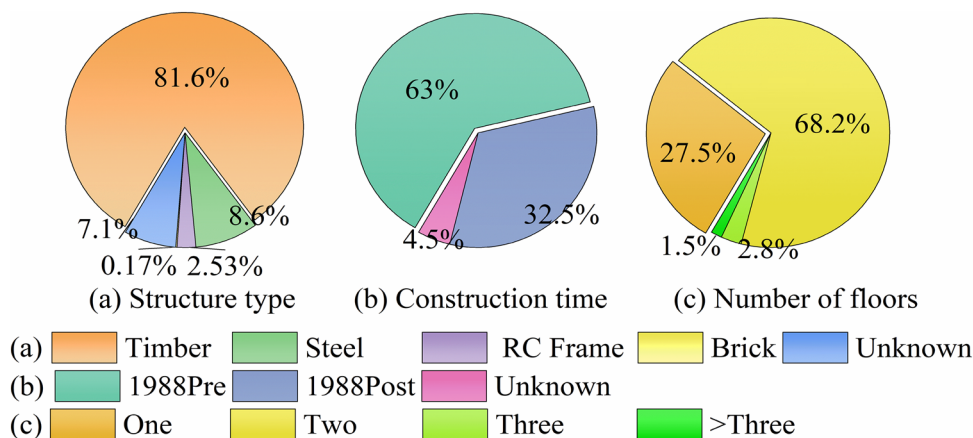 81.6%
7.1%
0.17%
2.53%
8.6%
(a) Structure type
63%
32.5%
4.5%
(b) Construction time
68.2%
27.5%
1.5%
2.8%
(c) Number of floors
(a) Timber Steel RC Frame Brick Unknown
(b) 1988Pre 1988Post Unknown
(c) One Two Three >Three